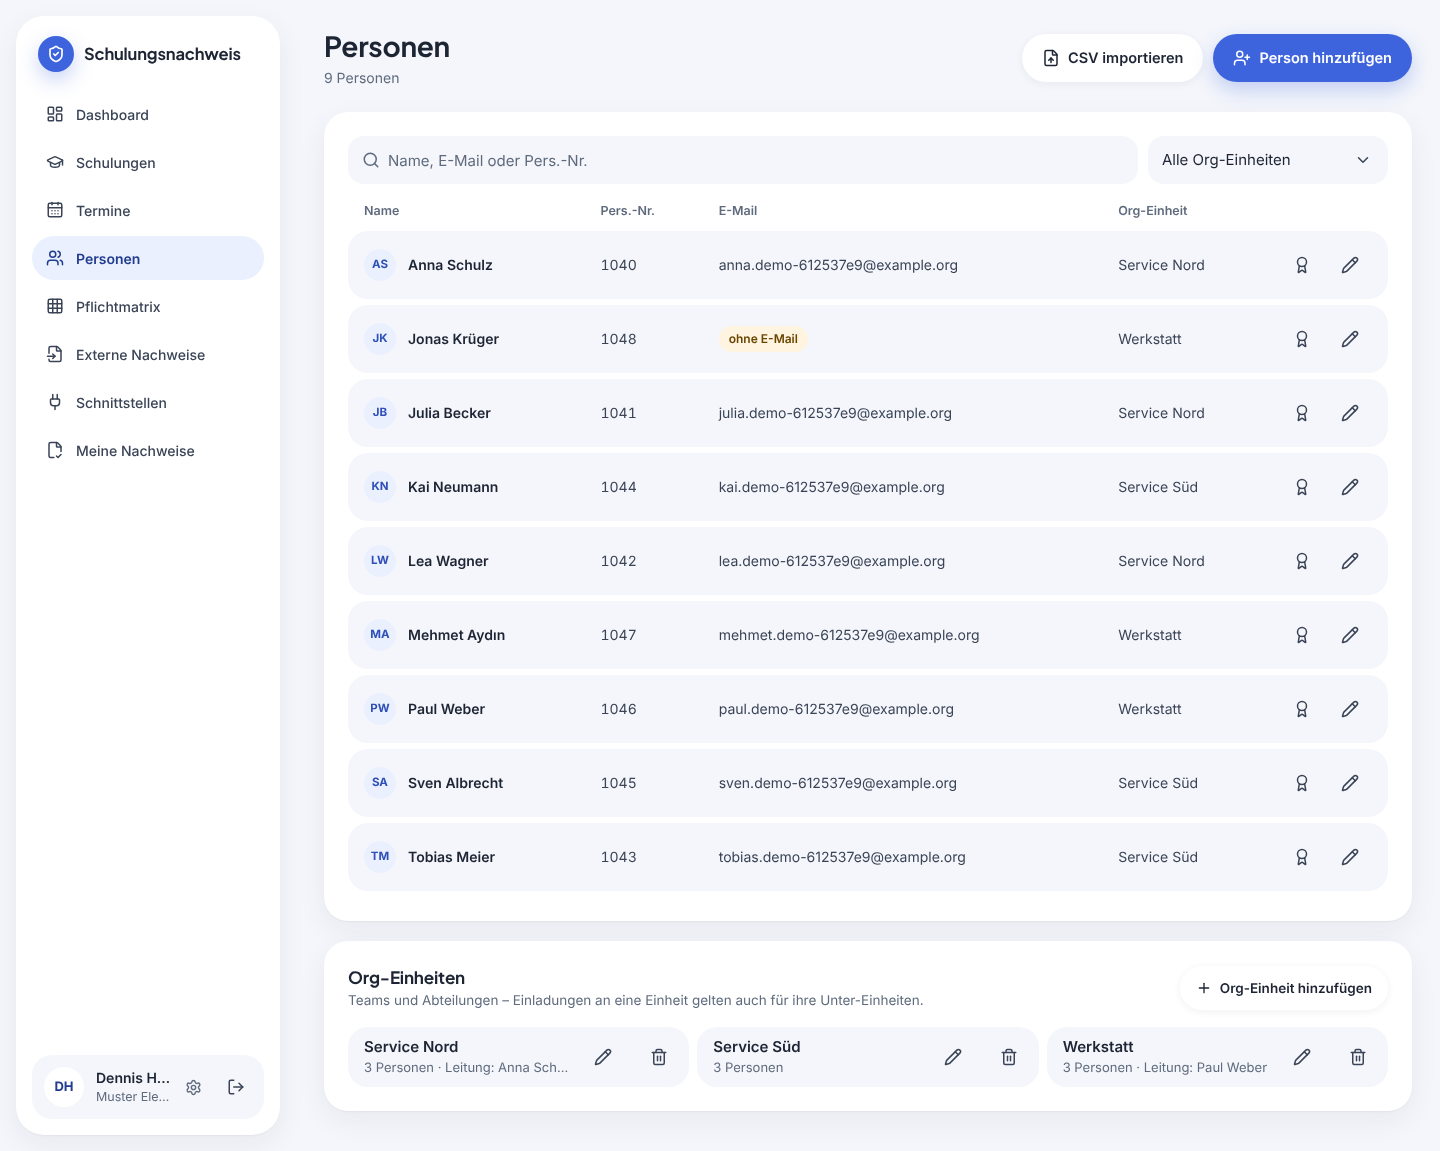 Schulungsnachweis
Dashboard
Schulungen
Termine
Personen
Pflichtmatrix
Externe Nachweise
Schnittstellen
Meine Nachweise
DH
Dennis H...
Muster Ele...
Personen
9 Personen
CSV importieren
Person hinzufügen
Name, E-Mail oder Pers.-Nr.
Alle Org-Einheiten
Name Pers.-Nr. E-Mail Org-Einheit
AS Anna Schulz 1040 anna.demo-612537e9@example.org Service Nord
JK Jonas Krüger 1048 ohne E-Mail Werkstatt
JB Julia Becker 1041 julia.demo-612537e9@example.org Service Nord
KN Kai Neumann 1044 kai.demo-612537e9@example.org Service Süd
LW Lea Wagner 1042 lea.demo-612537e9@example.org Service Nord
MA Mehmet Aydın 1047 mehmet.demo-612537e9@example.org Werkstatt
PW Paul Weber 1046 paul.demo-612537e9@example.org Werkstatt
SA Sven Albrecht 1045 sven.demo-612537e9@example.org Service Süd
TM Tobias Meier 1043 tobias.demo-612537e9@example.org Service Süd
Org-Einheiten
Teams und Abteilungen – Einladungen an eine Einheit gelten auch für ihre Unter-Einheiten.
Org-Einheit hinzufügen
Service Nord
3 Personen · Leitung: Anna Sch...
Service Süd
3 Personen
Werkstatt
3 Personen · Leitung: Paul Weber